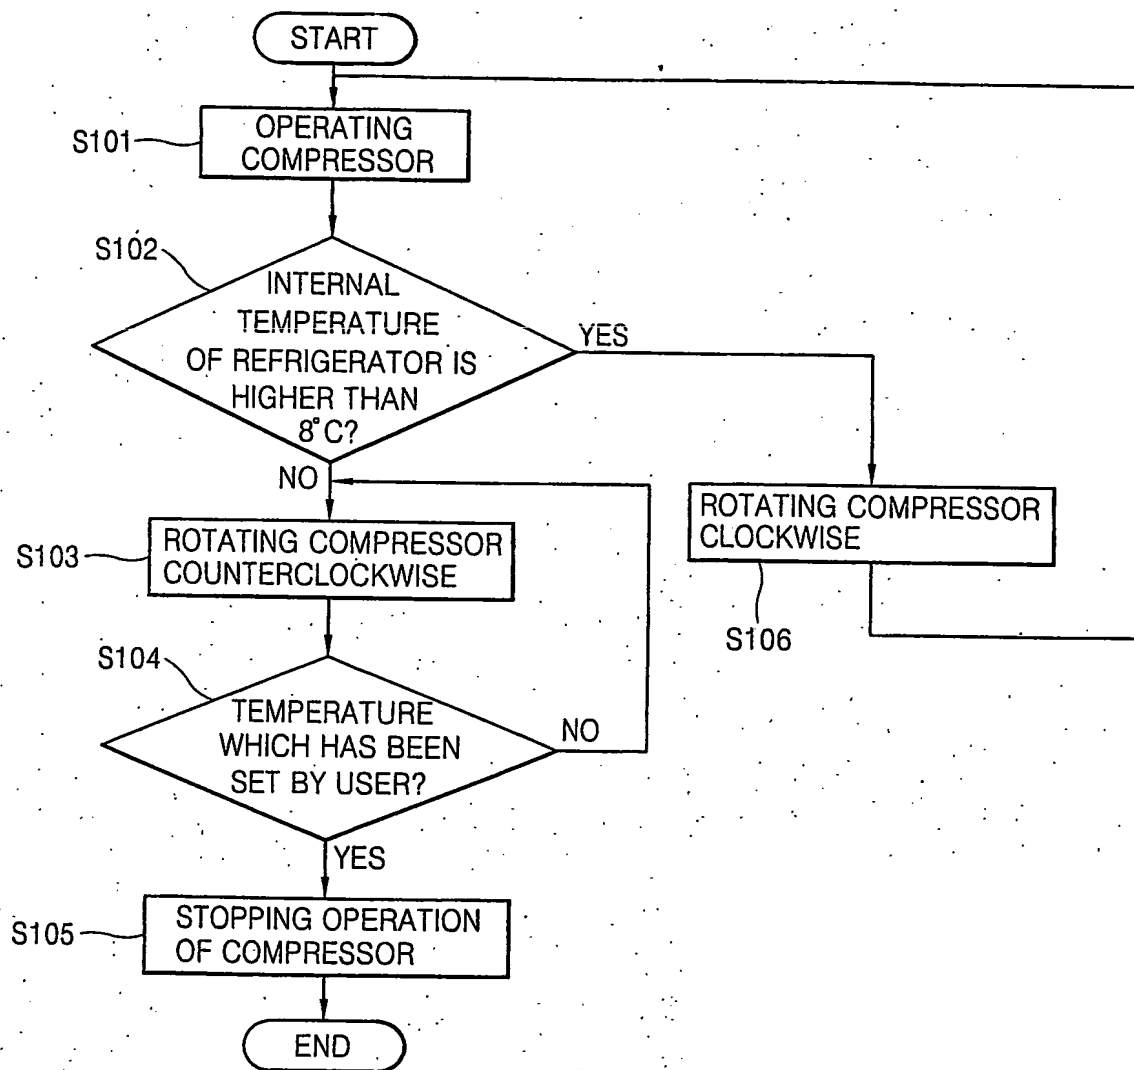 START
S101
OPERATING
COMPRESSOR
S102
INTERNAL
TEMPERATURE
OF REFRIGERATOR IS
HIGHER THAN
8°C?
YES
NO
S103
ROTATING COMPRESSOR
COUNTERCLOCKWISE
ROTATING COMPRESSOR
CLOCKWISE
S106
S104
TEMPERATURE
WHICH HAS BEEN
SET BY USER?
NO
YES
S105
STOPPING OPERATION
OF COMPRESSOR
END